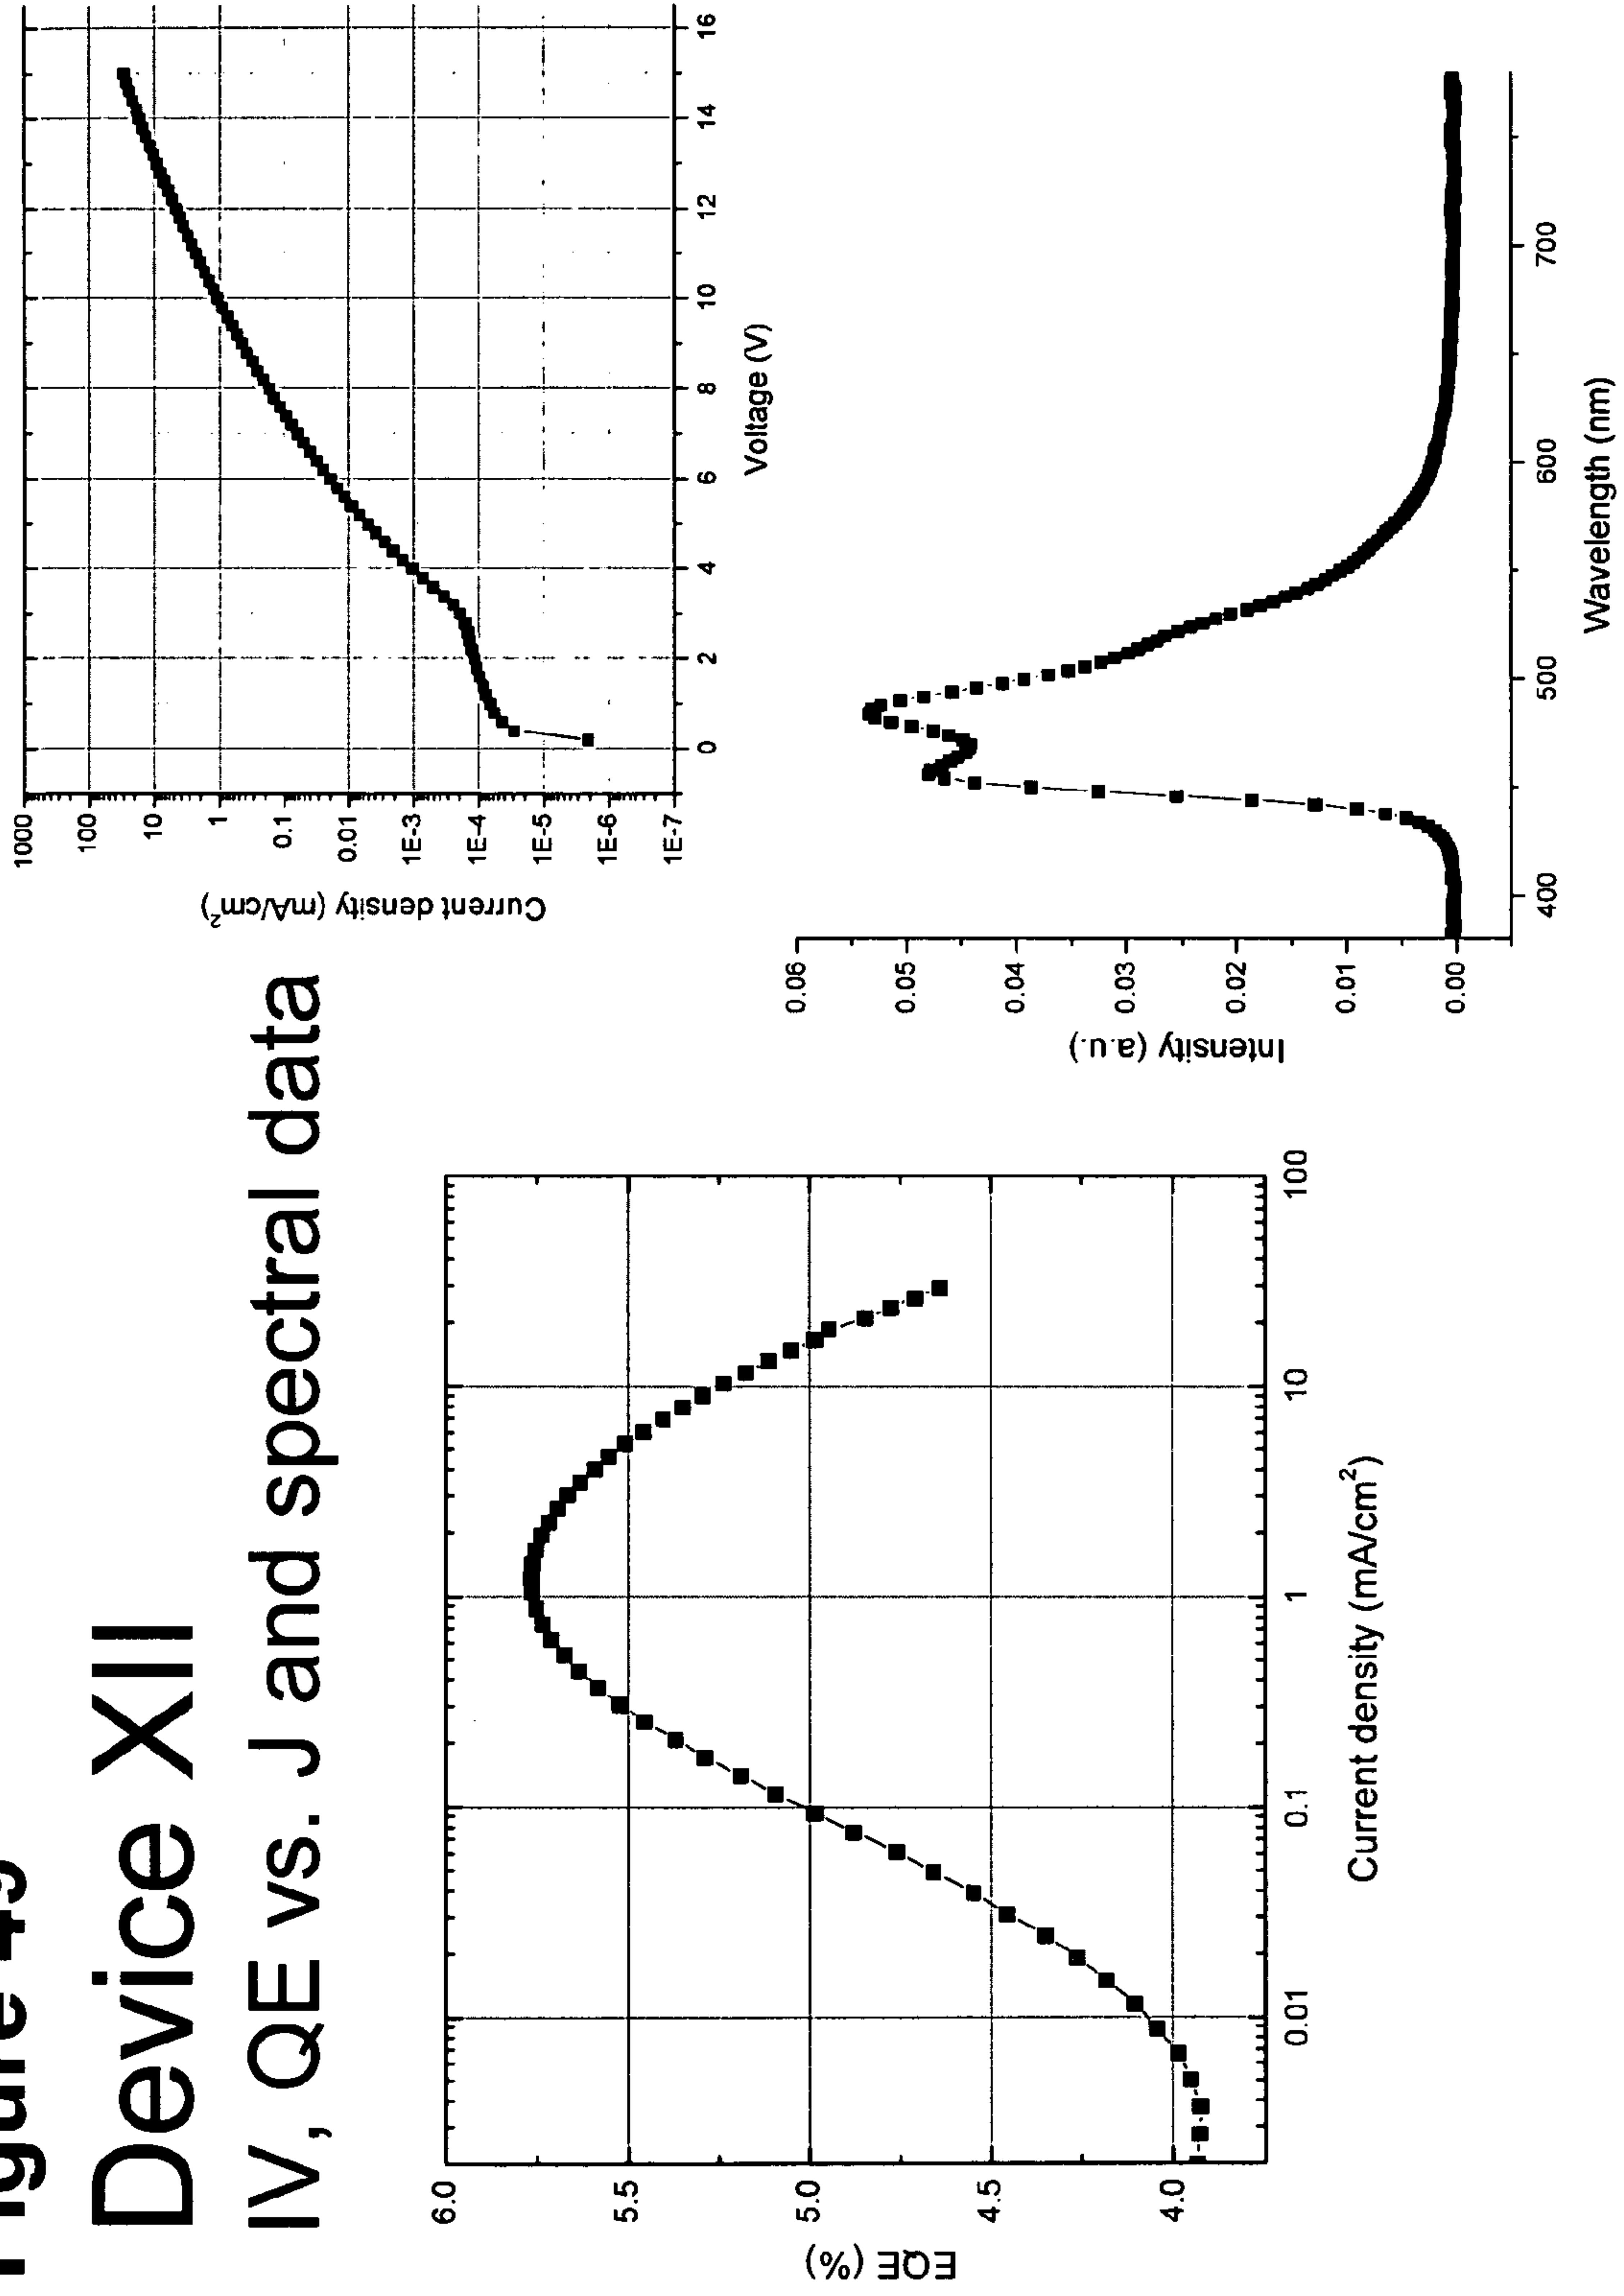 Device XII
IV, QE vs. J and spectral data
EQE (%)
6.0
5.5
5.0
4.5
4.0
0.01
0.1
1
10
100
Current density (mA/cm²)
Current density (mA/cm²)
1000
100
10
1
0.1
0.01
1E-3
1E-4
1E-5
1E-6
1E-7
0
2
4
6
8
10
12
14
16
Voltage (V)
Intensity (a.u.)
0.06
0.05
0.04
0.03
0.02
0.01
0.00
400
500
600
700
Wavelength (nm)